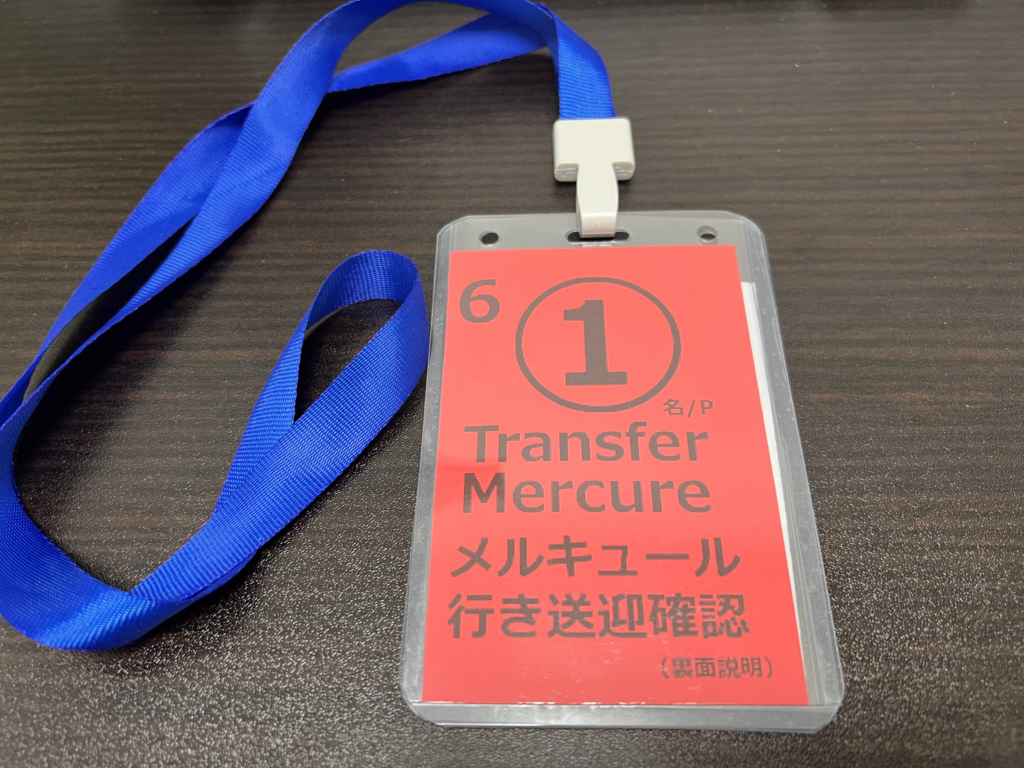 6
①
名/P
Transfer
Mercure
メルキュール
行き送迎確認
(裏面説明)